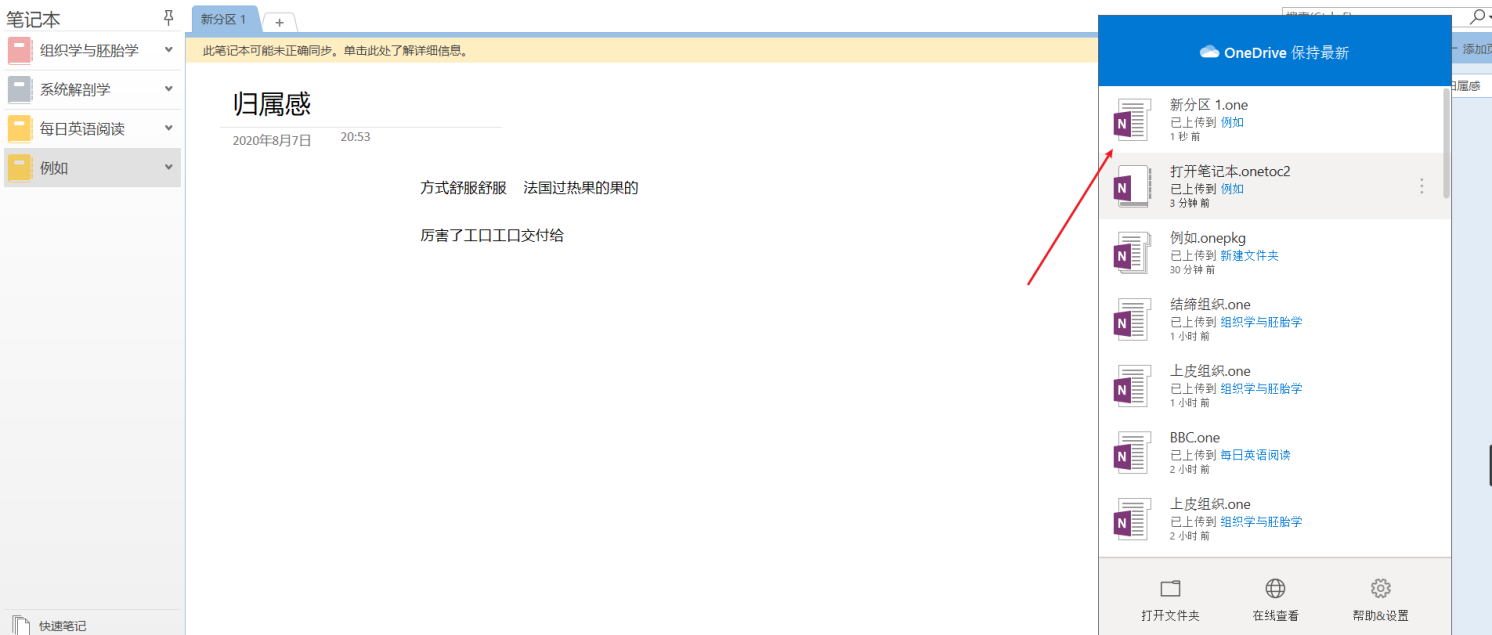 笔记本
组织学与胚胎学
系统解剖学
每日英语阅读
例如
快速笔记
新分区 1
+
此笔记本可能未正确同步。单击此处了解详细信息。
归属感
2020年8月7日 20:53
方式舒服舒服 法国过热果的果的
厉害了工口工口交付给
OneDrive 保持最新
新分区 1.one
已上传到 例如
1 秒 前
打开笔记本.onetoc2
已上传到 例如
3 分钟 前
例如.onepkg
已上传到 新建文件夹
30 分钟 前
结缔组织.one
已上传到 组织学与胚胎学
1 小时 前
上皮组织.one
已上传到 组织学与胚胎学
1 小时 前
BBC.one
已上传到 每日英语阅读
2 小时 前
上皮组织.one
已上传到 组织学与胚胎学
2 小时 前
打开文件夹
在线查看
帮助&设置
添加页
归属感